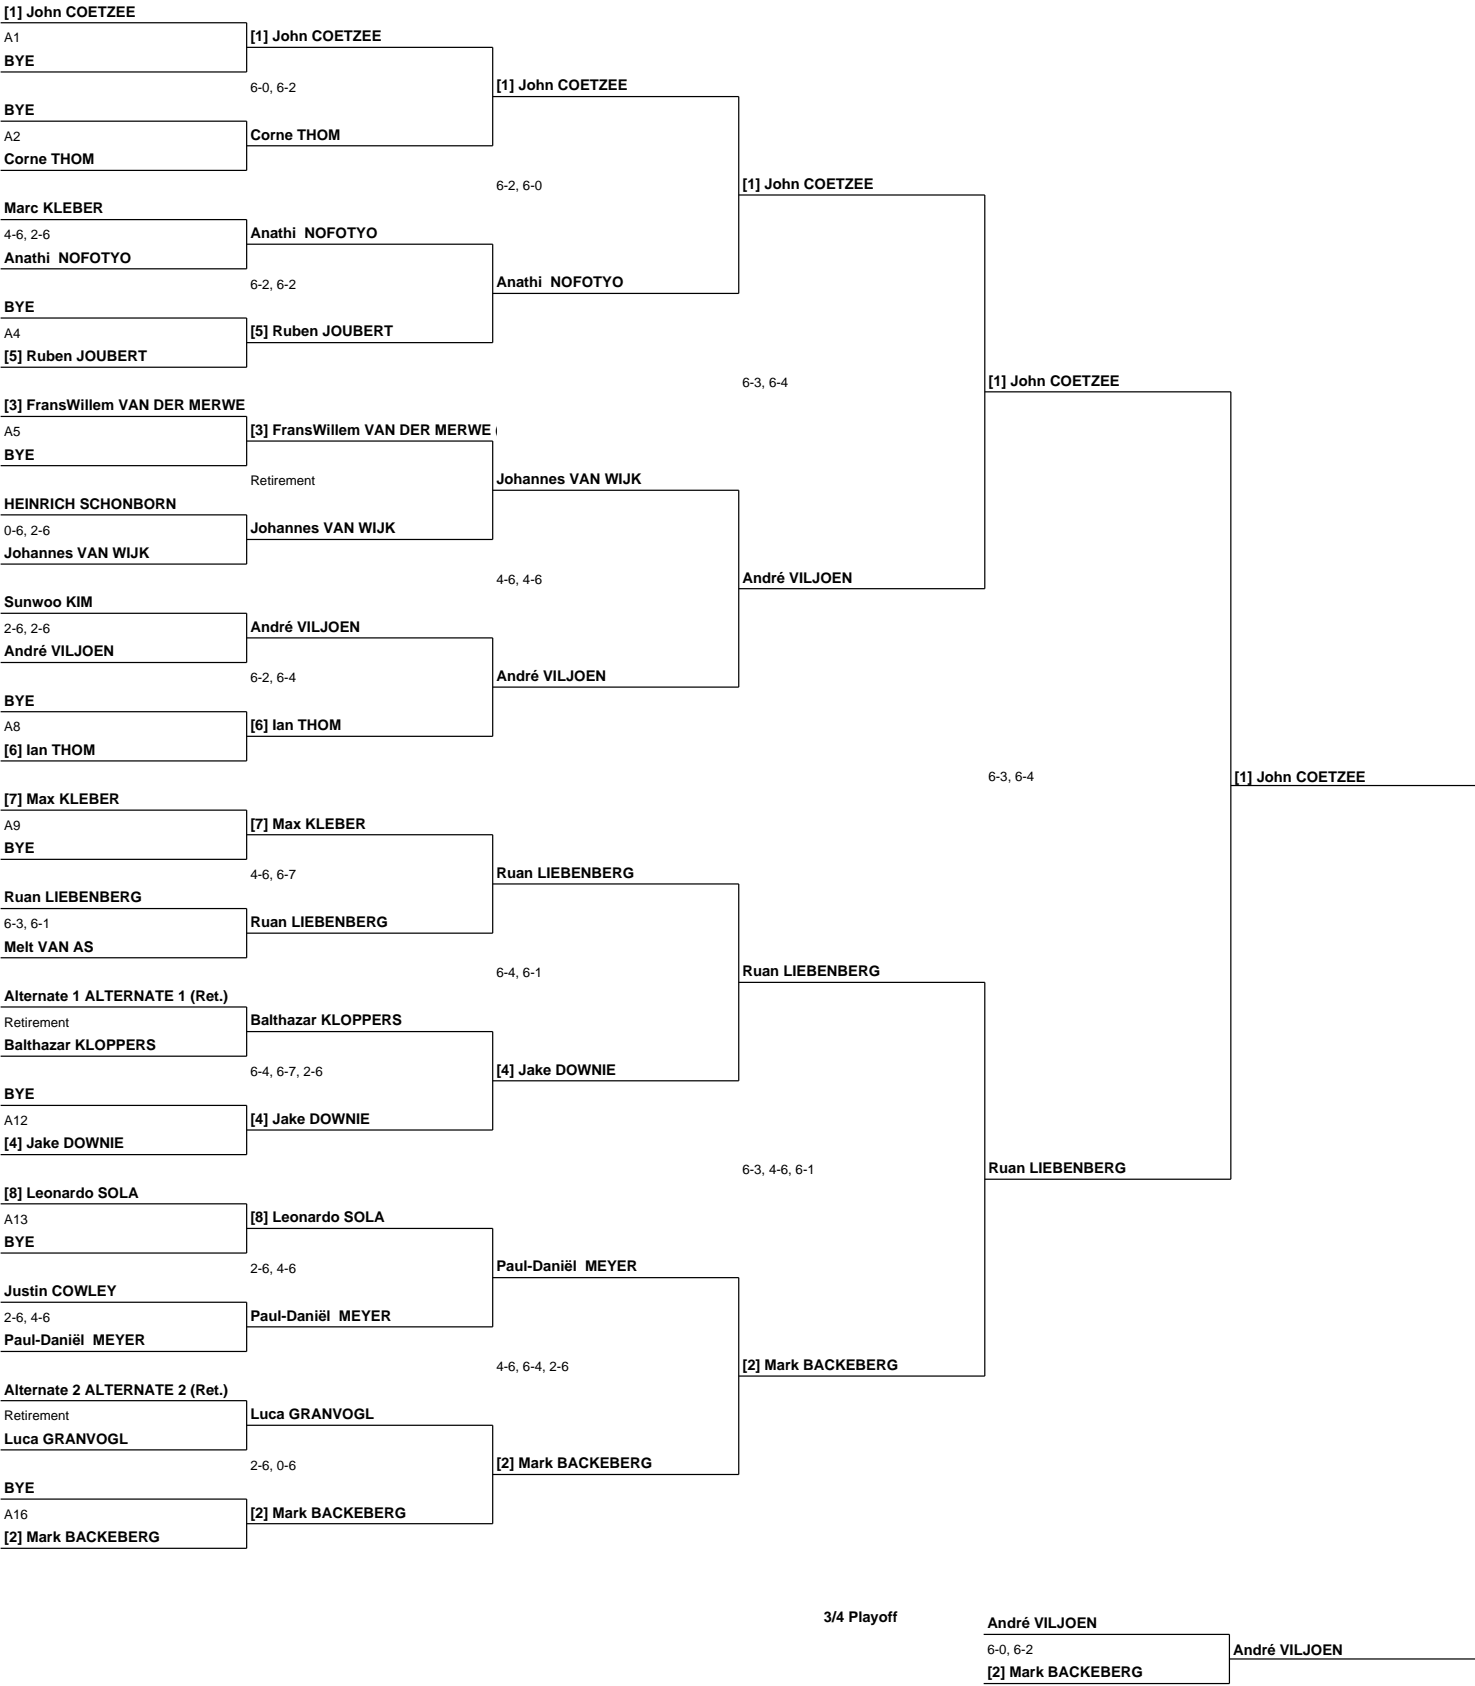 [1] John COETZEE
A1
BYE
BYE
A2
Corne THOM
Marc KLEBER
4-6, 2-6
Anathi  NOFOTYO
BYE
A4
[5] Ruben JOUBERT
[3] FransWillem VAN DER MERWE
A5
BYE
HEINRICH SCHONBORN
0-6, 2-6
Johannes VAN WIJK
Sunwoo KIM
2-6, 2-6
André VILJOEN
BYE
A8
[6] Ian THOM
[7] Max KLEBER
A9
BYE
Ruan LIEBENBERG
6-3, 6-1
Melt VAN AS
Alternate 1 ALTERNATE 1 (Ret.)
Retirement
Balthazar KLOPPERS
BYE
A12
[4] Jake DOWNIE
[8] Leonardo SOLA
A13
BYE
Justin COWLEY
2-6, 4-6
Paul-Daniël  MEYER
Alternate 2 ALTERNATE 2 (Ret.)
Retirement
Luca GRANVOGL
BYE
A16
[2] Mark BACKEBERG
[1] John COETZEE
6-0, 6-2
Corne THOM
Anathi  NOFOTYO
6-2, 6-2
[5] Ruben JOUBERT
[3] FransWillem VAN DER MERWE (
Retirement
Johannes VAN WIJK
André VILJOEN
6-2, 6-4
[6] Ian THOM
[7] Max KLEBER
4-6, 6-7
Ruan LIEBENBERG
Balthazar KLOPPERS
6-4, 6-7, 2-6
[4] Jake DOWNIE
[8] Leonardo SOLA
2-6, 4-6
Paul-Daniël  MEYER
Luca GRANVOGL
2-6, 0-6
[2] Mark BACKEBERG
[1] John COETZEE
6-2, 6-0
Anathi  NOFOTYO
Johannes VAN WIJK
4-6, 4-6
André VILJOEN
Ruan LIEBENBERG
6-4, 6-1
[4] Jake DOWNIE
Paul-Daniël  MEYER
4-6, 6-4, 2-6
[2] Mark BACKEBERG
[1] John COETZEE
6-3, 6-4
André VILJOEN
Ruan LIEBENBERG
6-3, 4-6, 6-1
[2] Mark BACKEBERG
[1] John COETZEE
6-3, 6-4
Ruan LIEBENBERG
[1] John COETZEE
3/4 Playoff
André VILJOEN
6-0, 6-2
[2] Mark BACKEBERG
André VILJOEN